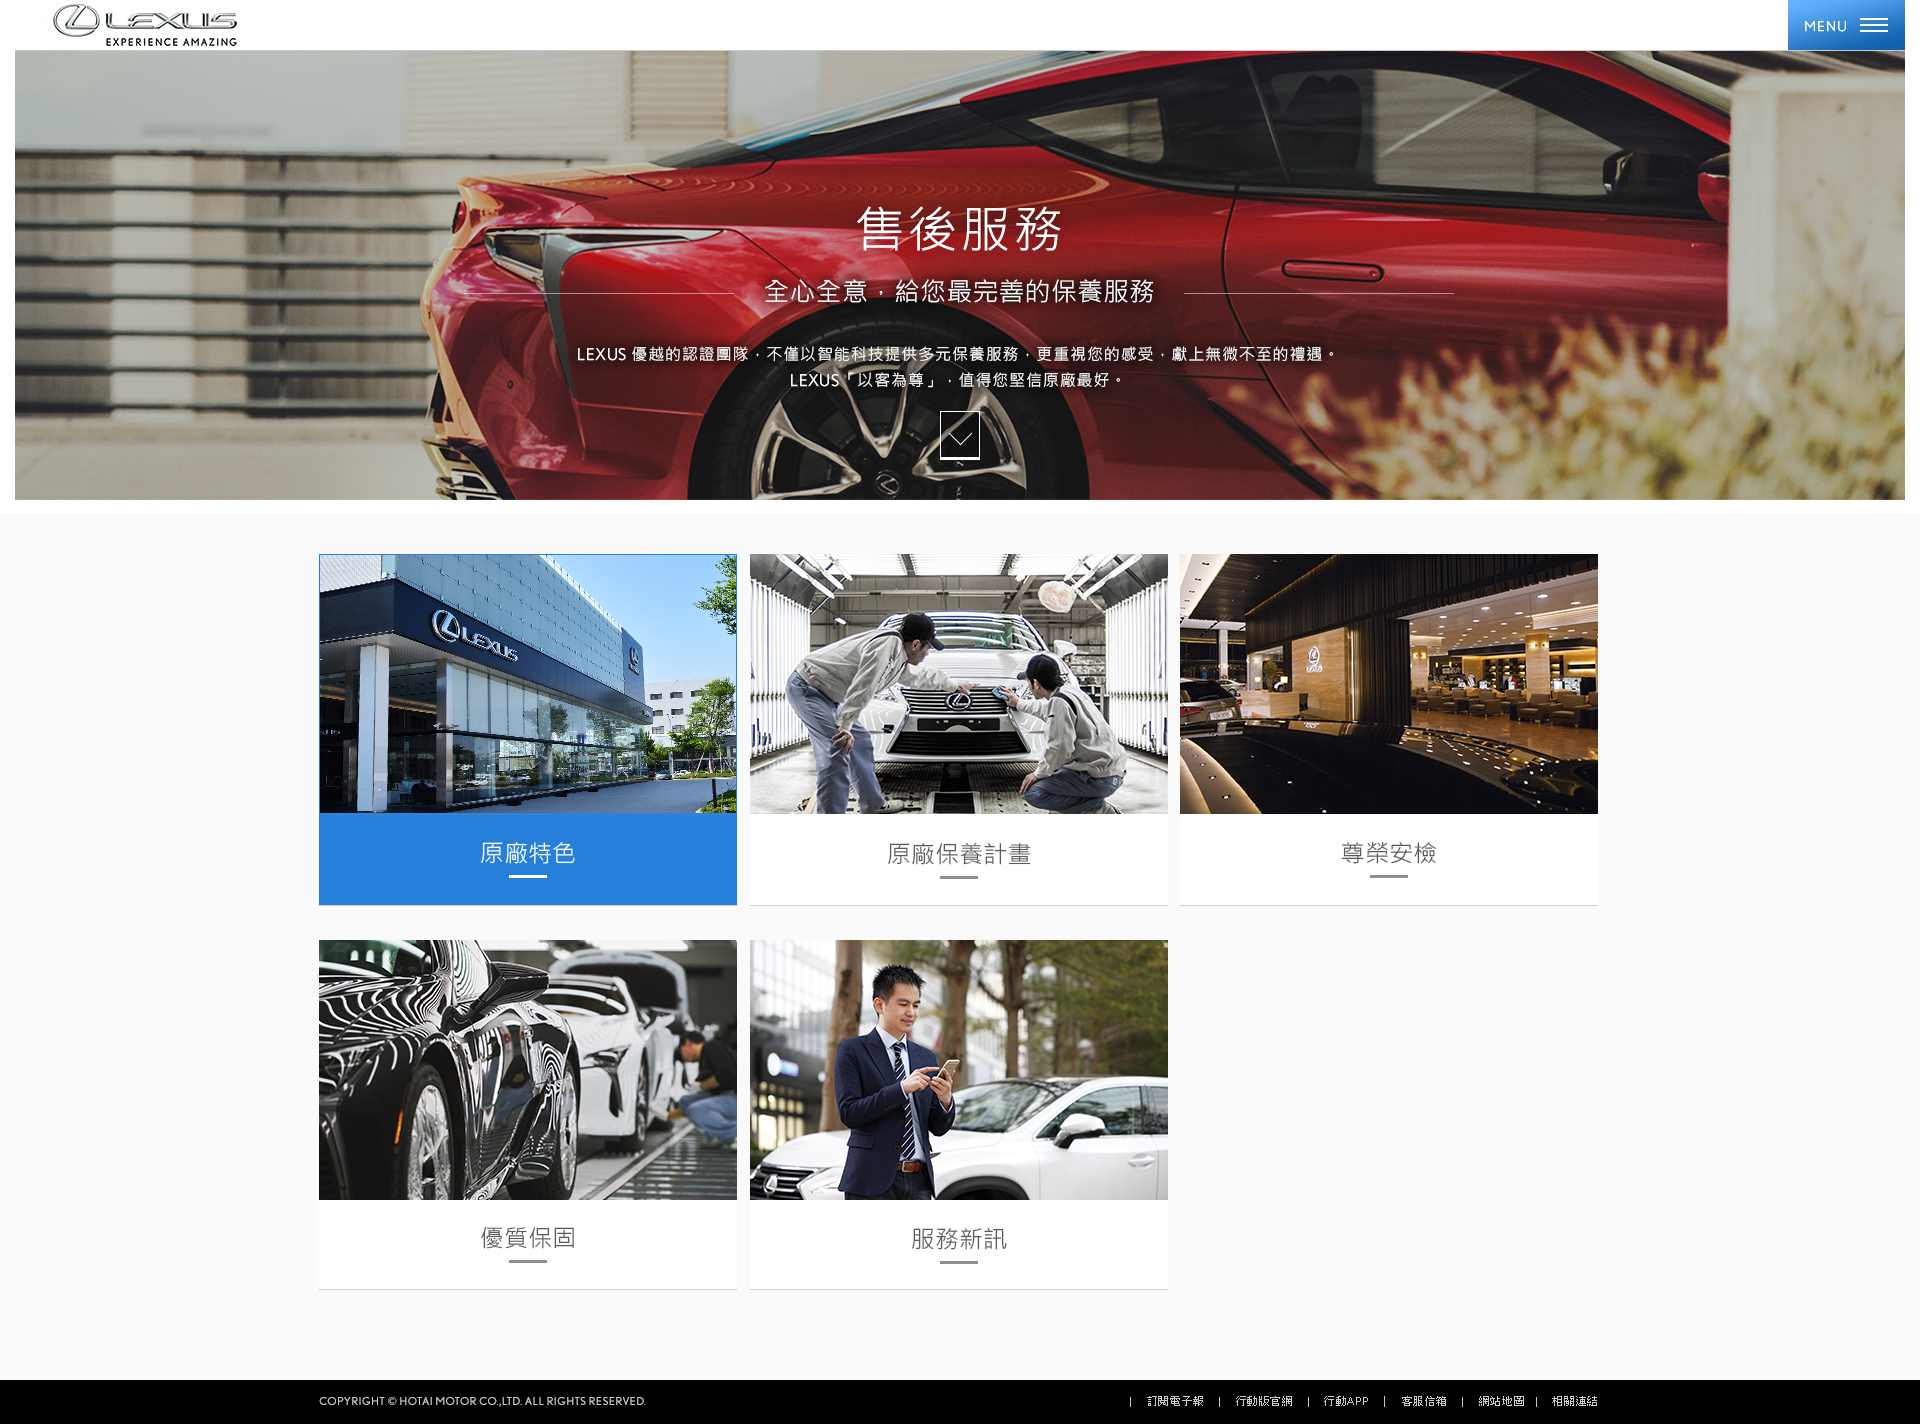 LEXUS
EXPERIENCE AMAZING
MENU
售後服務
全心全意，給您最完善的保養服務
LEXUS 優越的認證團隊，不僅以智能科技提供多元保養服務，更重視您的感受，獻上無微不至的禮遇。
LEXUS「以客為尊」，值得您堅信原廠最好。
LEXUS
原廠特色
原廠保養計畫
尊榮安檢
優質保固
服務新訊
COPYRIGHT © HOTAI MOTOR CO.,LTD. ALL RIGHTS RESERVED.
| 訂閱電子報 | 行動版官網 | 行動APP | 客服信箱 | 網站地圖 | 相關連結